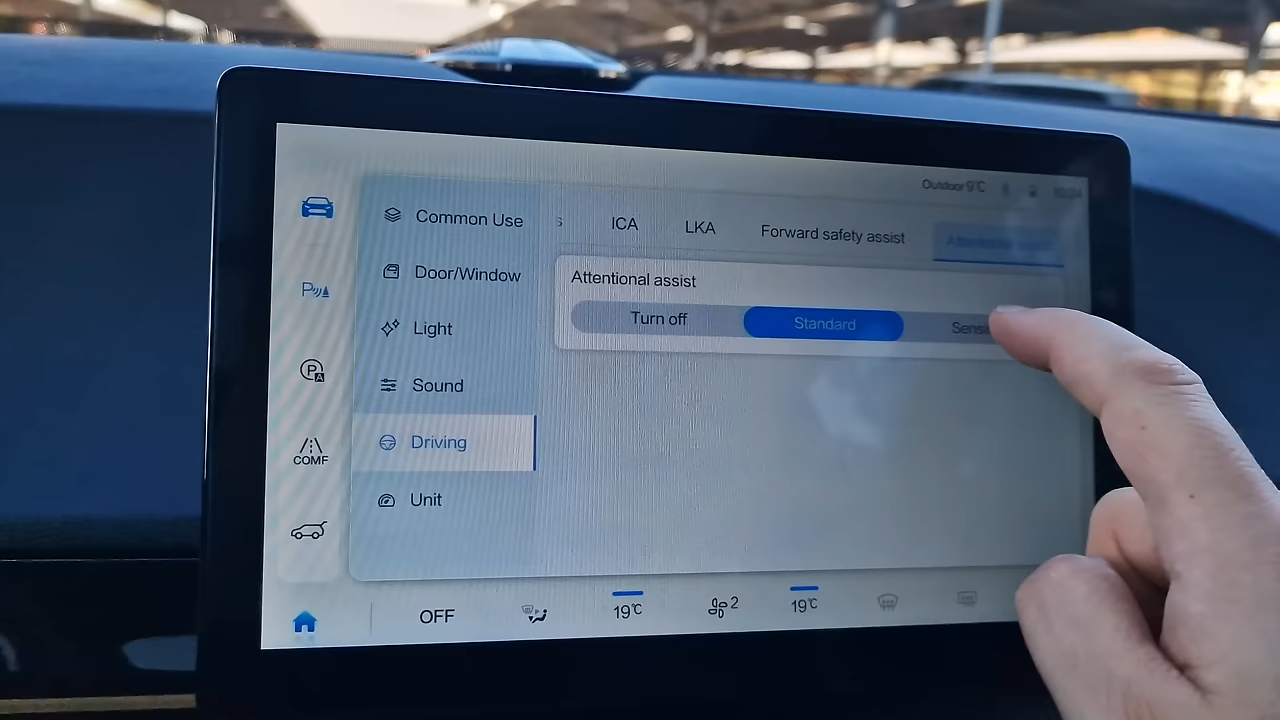 Outdoor 9°C
Common Use
ICA
LKA
Forward safety assist
Door/Window
Attentional assist
Turn off
Standard
Light
Sound
Driving
Unit
P
P A
COMF
OFF
19℃
2
19℃